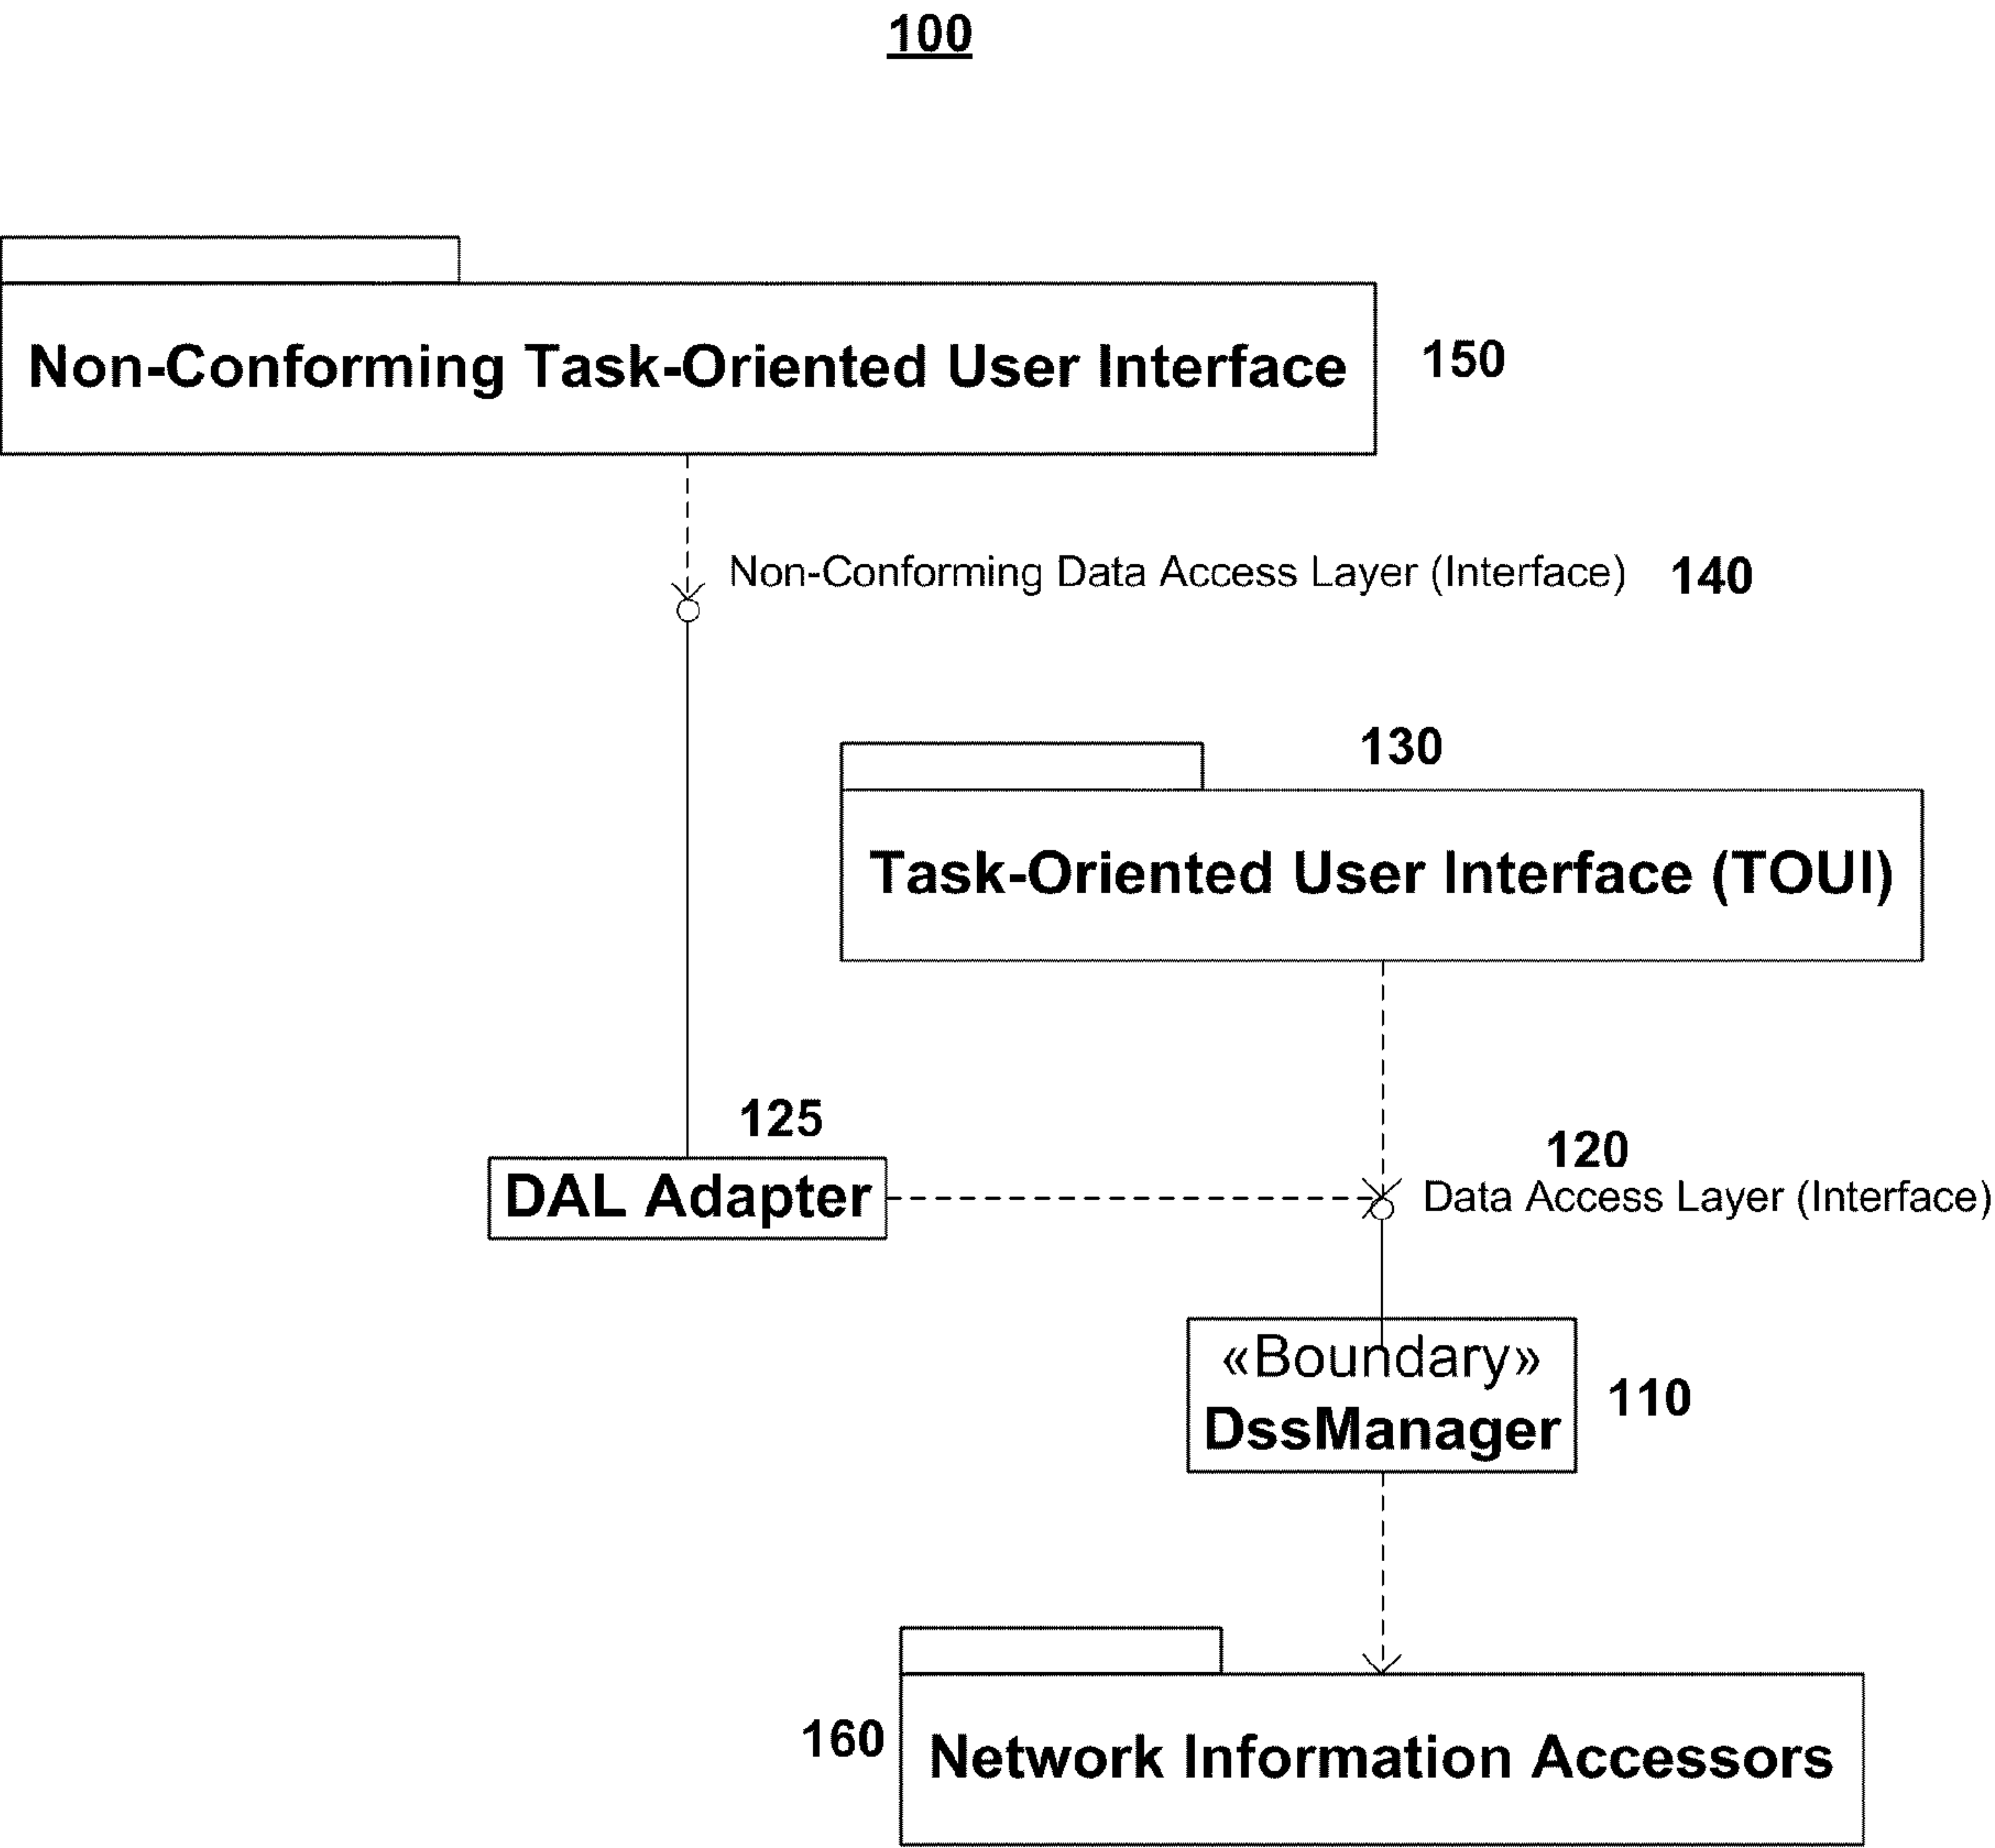 100
Non-Conforming Task-Oriented User Interface
150
Non-Conforming Data Access Layer (Interface)
140
130
Task-Oriented User Interface (TOUI)
125
DAL Adapter
120
Data Access Layer (Interface)
«Boundary»
DssManager
110
160
Network Information Accessors